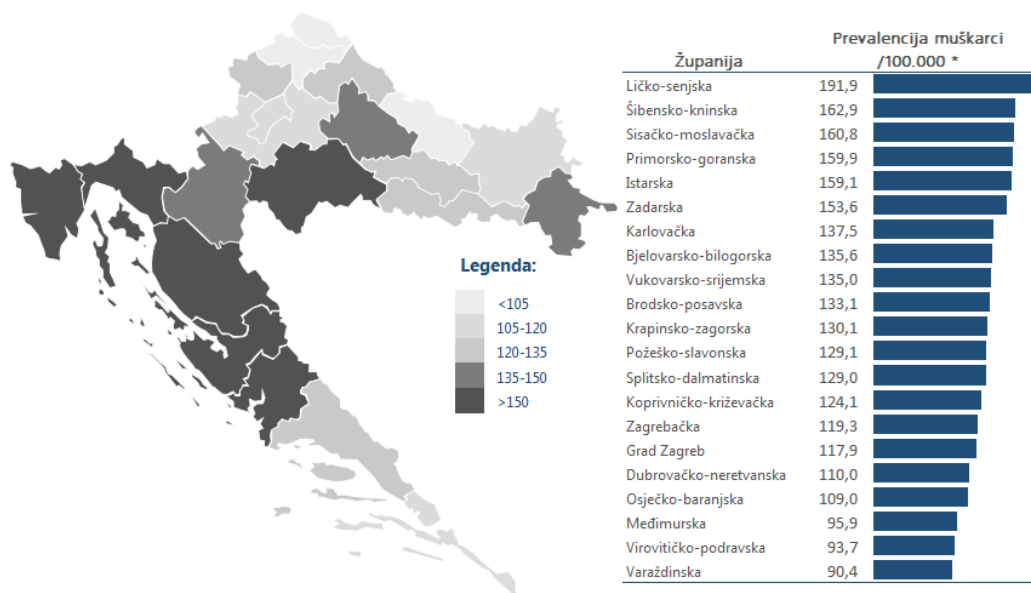 Prevalencija muškarci
Županija /100.000 *
Ličko-senjska 191,9
Šibensko-kninska 162,9
Sisačko-moslavačka 160,8
Primorsko-goranska 159,9
Istarska 159,1
Zadarska 153,6
Karlovačka 137,5
Bjelovarsko-bilogorska 135,6
Vukovarsko-srijemska 135,0
Brodsko-posavska 133,1
Krapinsko-zagorska 130,1
Požeško-slavonska 129,1
Splitsko-dalmatinska 129,0
Koprivničko-križevačka 124,1
Zagrebačka 119,3
Grad Zagreb 117,9
Dubrovačko-neretvanska 110,0
Osječko-baranjska 109,0
Međimurska 95,9
Virovitičko-podravska 93,7
Varaždinska 90,4
Legenda:
<105
105-120
120-135
135-150
>150